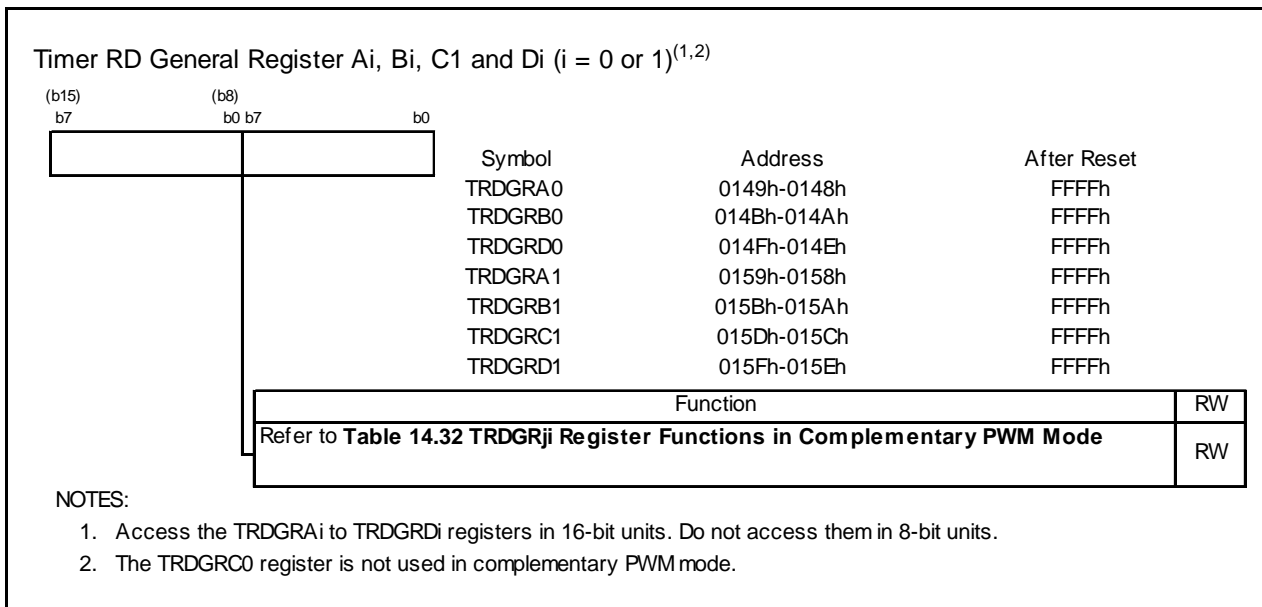 Timer RD General Register Ai, Bi, C1 and Di (i = 0 or 1)(1,2)
(b15) (b8)
b7 b0 b7 b0
Symbol Address After Reset
TRDGRA0 0149h-0148h FFFFh
TRDGRB0 014Bh-014Ah FFFFh
TRDGRD0 014Fh-014Eh FFFFh
TRDGRA1 0159h-0158h FFFFh
TRDGRB1 015Bh-015Ah FFFFh
TRDGRC1 015Dh-015Ch FFFFh
TRDGRD1 015Fh-015Eh FFFFh
Function RW
Refer to Table 14.32 TRDGRji Register Functions in Complementary PWM Mode RW
NOTES:
1. Access the TRDGRAi to TRDGRDi registers in 16-bit units. Do not access them in 8-bit units.
2. The TRDGRC0 register is not used in complementary PWM mode.